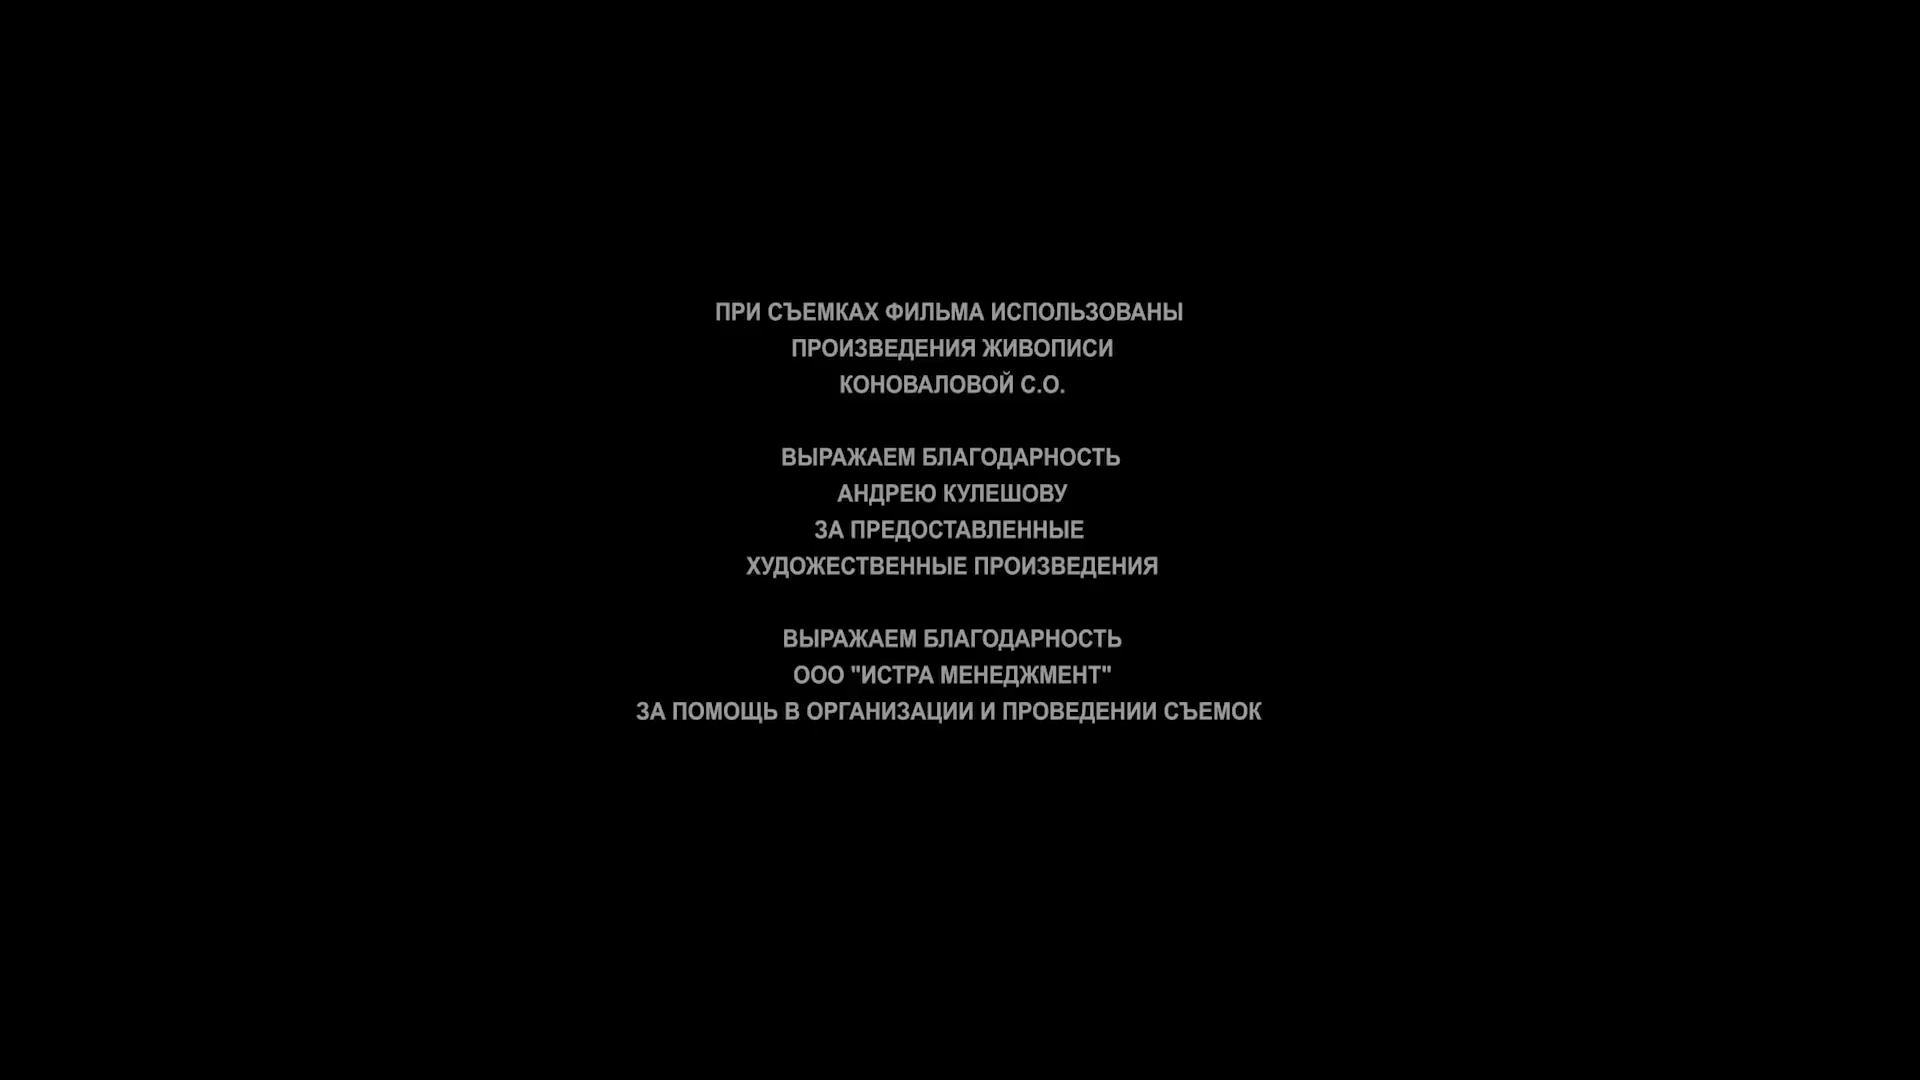 ПРИ СЪЕМКАХ ФИЛЬМА ИСПОЛЬЗОВАНЫ
ПРОИЗВЕДЕНИЯ ЖИВОПИСИ
КОНОВАЛОВОЙ С.О.
ВЫРАЖАЕМ БЛАГОДАРНОСТЬ
АНДРЕЮ КУЛЕШОВУ
ЗА ПРЕДОСТАВЛЕННЫЕ
ХУДОЖЕСТВЕННЫЕ ПРОИЗВЕДЕНИЯ
ВЫРАЖАЕМ БЛАГОДАРНОСТЬ
ООО "ИСТРА МЕНЕДЖМЕНТ"
ЗА ПОМОЩЬ В ОРГАНИЗАЦИИ И ПРОВЕДЕНИИ СЪЕМОК